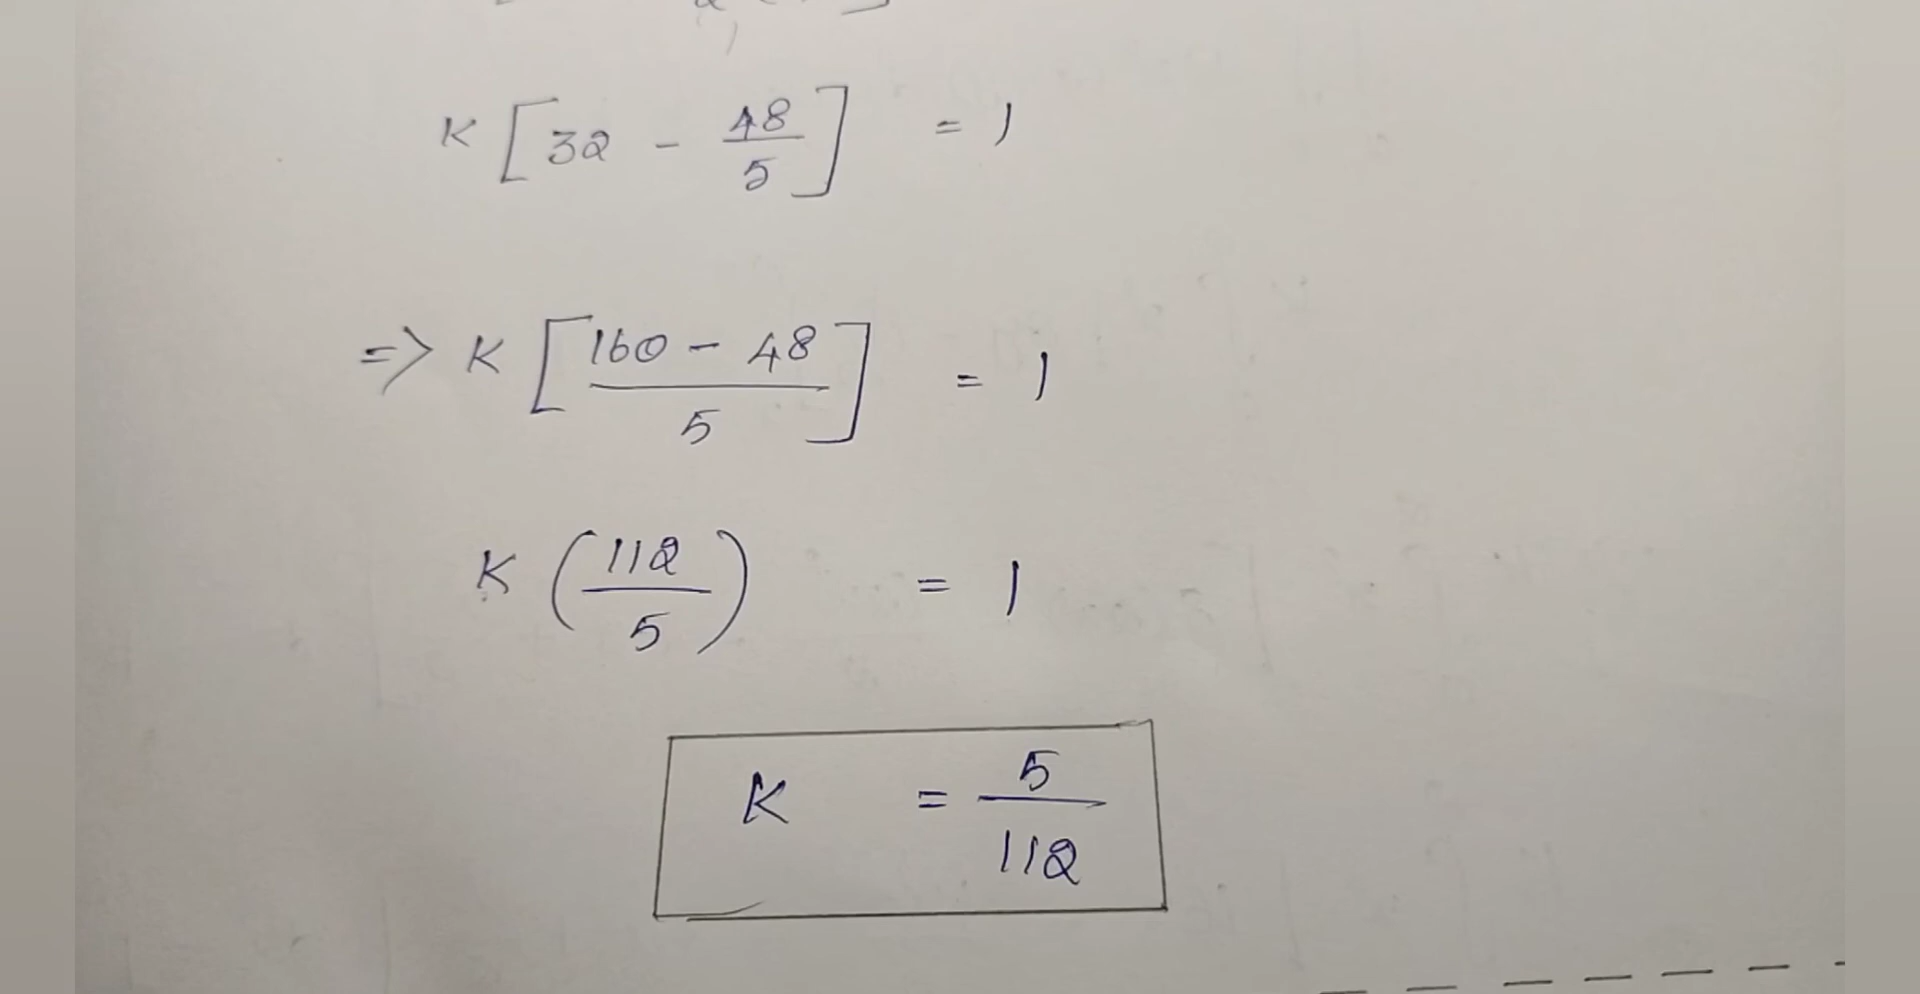 K [32 - 48/5] = 1
=> K [(160 - 48)/5] = 1
K (112/5) = 1
K = 5/112